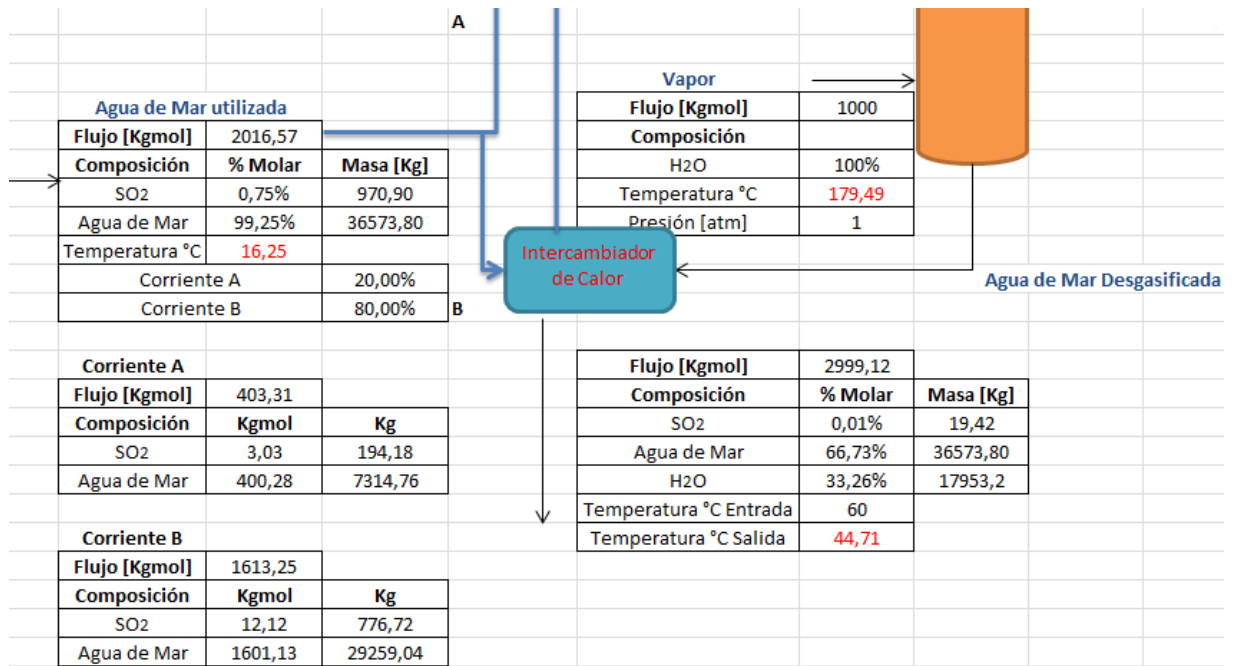 A
Agua de Mar utilizada
Flujo [Kgmol] 2016,57
Composición % Molar Masa [Kg]
SO2 0,75% 970,90
Agua de Mar 99,25% 36573,80
Temperatura °C 16,25
Corriente A 20,00%
Corriente B 80,00% B
Vapor
Flujo [Kgmol] 1000
Composición
H2O 100%
Temperatura °C 179,49
Presión [atm] 1
Intercambiador
de Calor
Agua de Mar Desgasificada
Corriente A
Flujo [Kgmol] 403,31
Composición Kgmol Kg
SO2 3,03 194,18
Agua de Mar 400,28 7314,76
Corriente B
Flujo [Kgmol] 1613,25
Composición Kgmol Kg
SO2 12,12 776,72
Agua de Mar 1601,13 29259,04
Flujo [Kgmol] 2999,12
Composición % Molar Masa [Kg]
SO2 0,01% 19,42
Agua de Mar 66,73% 36573,80
H2O 33,26% 17953,2
Temperatura °C Entrada 60
Temperatura °C Salida 44,71